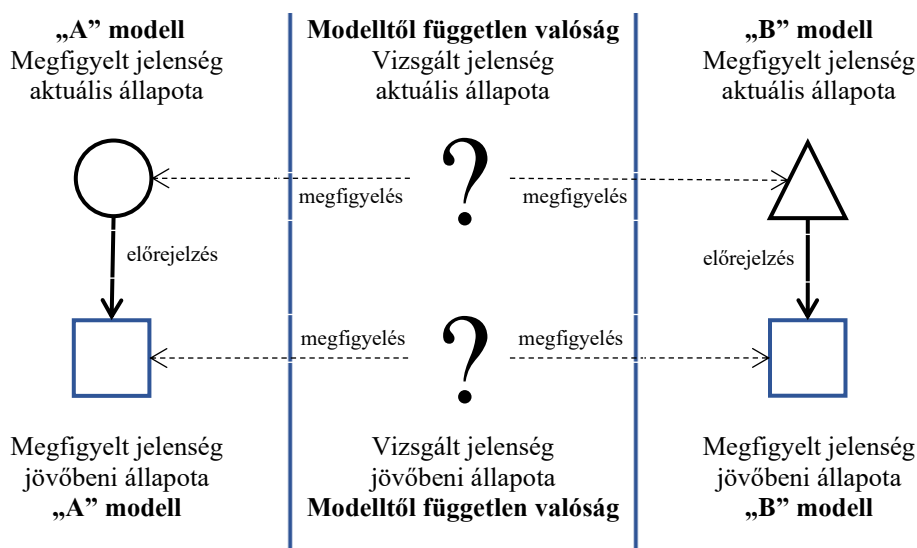 „A” modell
Megfigyelt jelenség
aktuális állapota
Modelltől független valóság
Vizsgált jelenség
aktuális állapota
„B” modell
Megfigyelt jelenség
aktuális állapota
?
megfigyelés
megfigyelés
előrejelzés
előrejelzés
?
megfigyelés
megfigyelés
Megfigyelt jelenség
jövőbeni állapota
„A” modell
Vizsgált jelenség
jövőbeni állapota
Modelltől független valóság
Megfigyelt jelenség
jövőbeni állapota
„B” modell